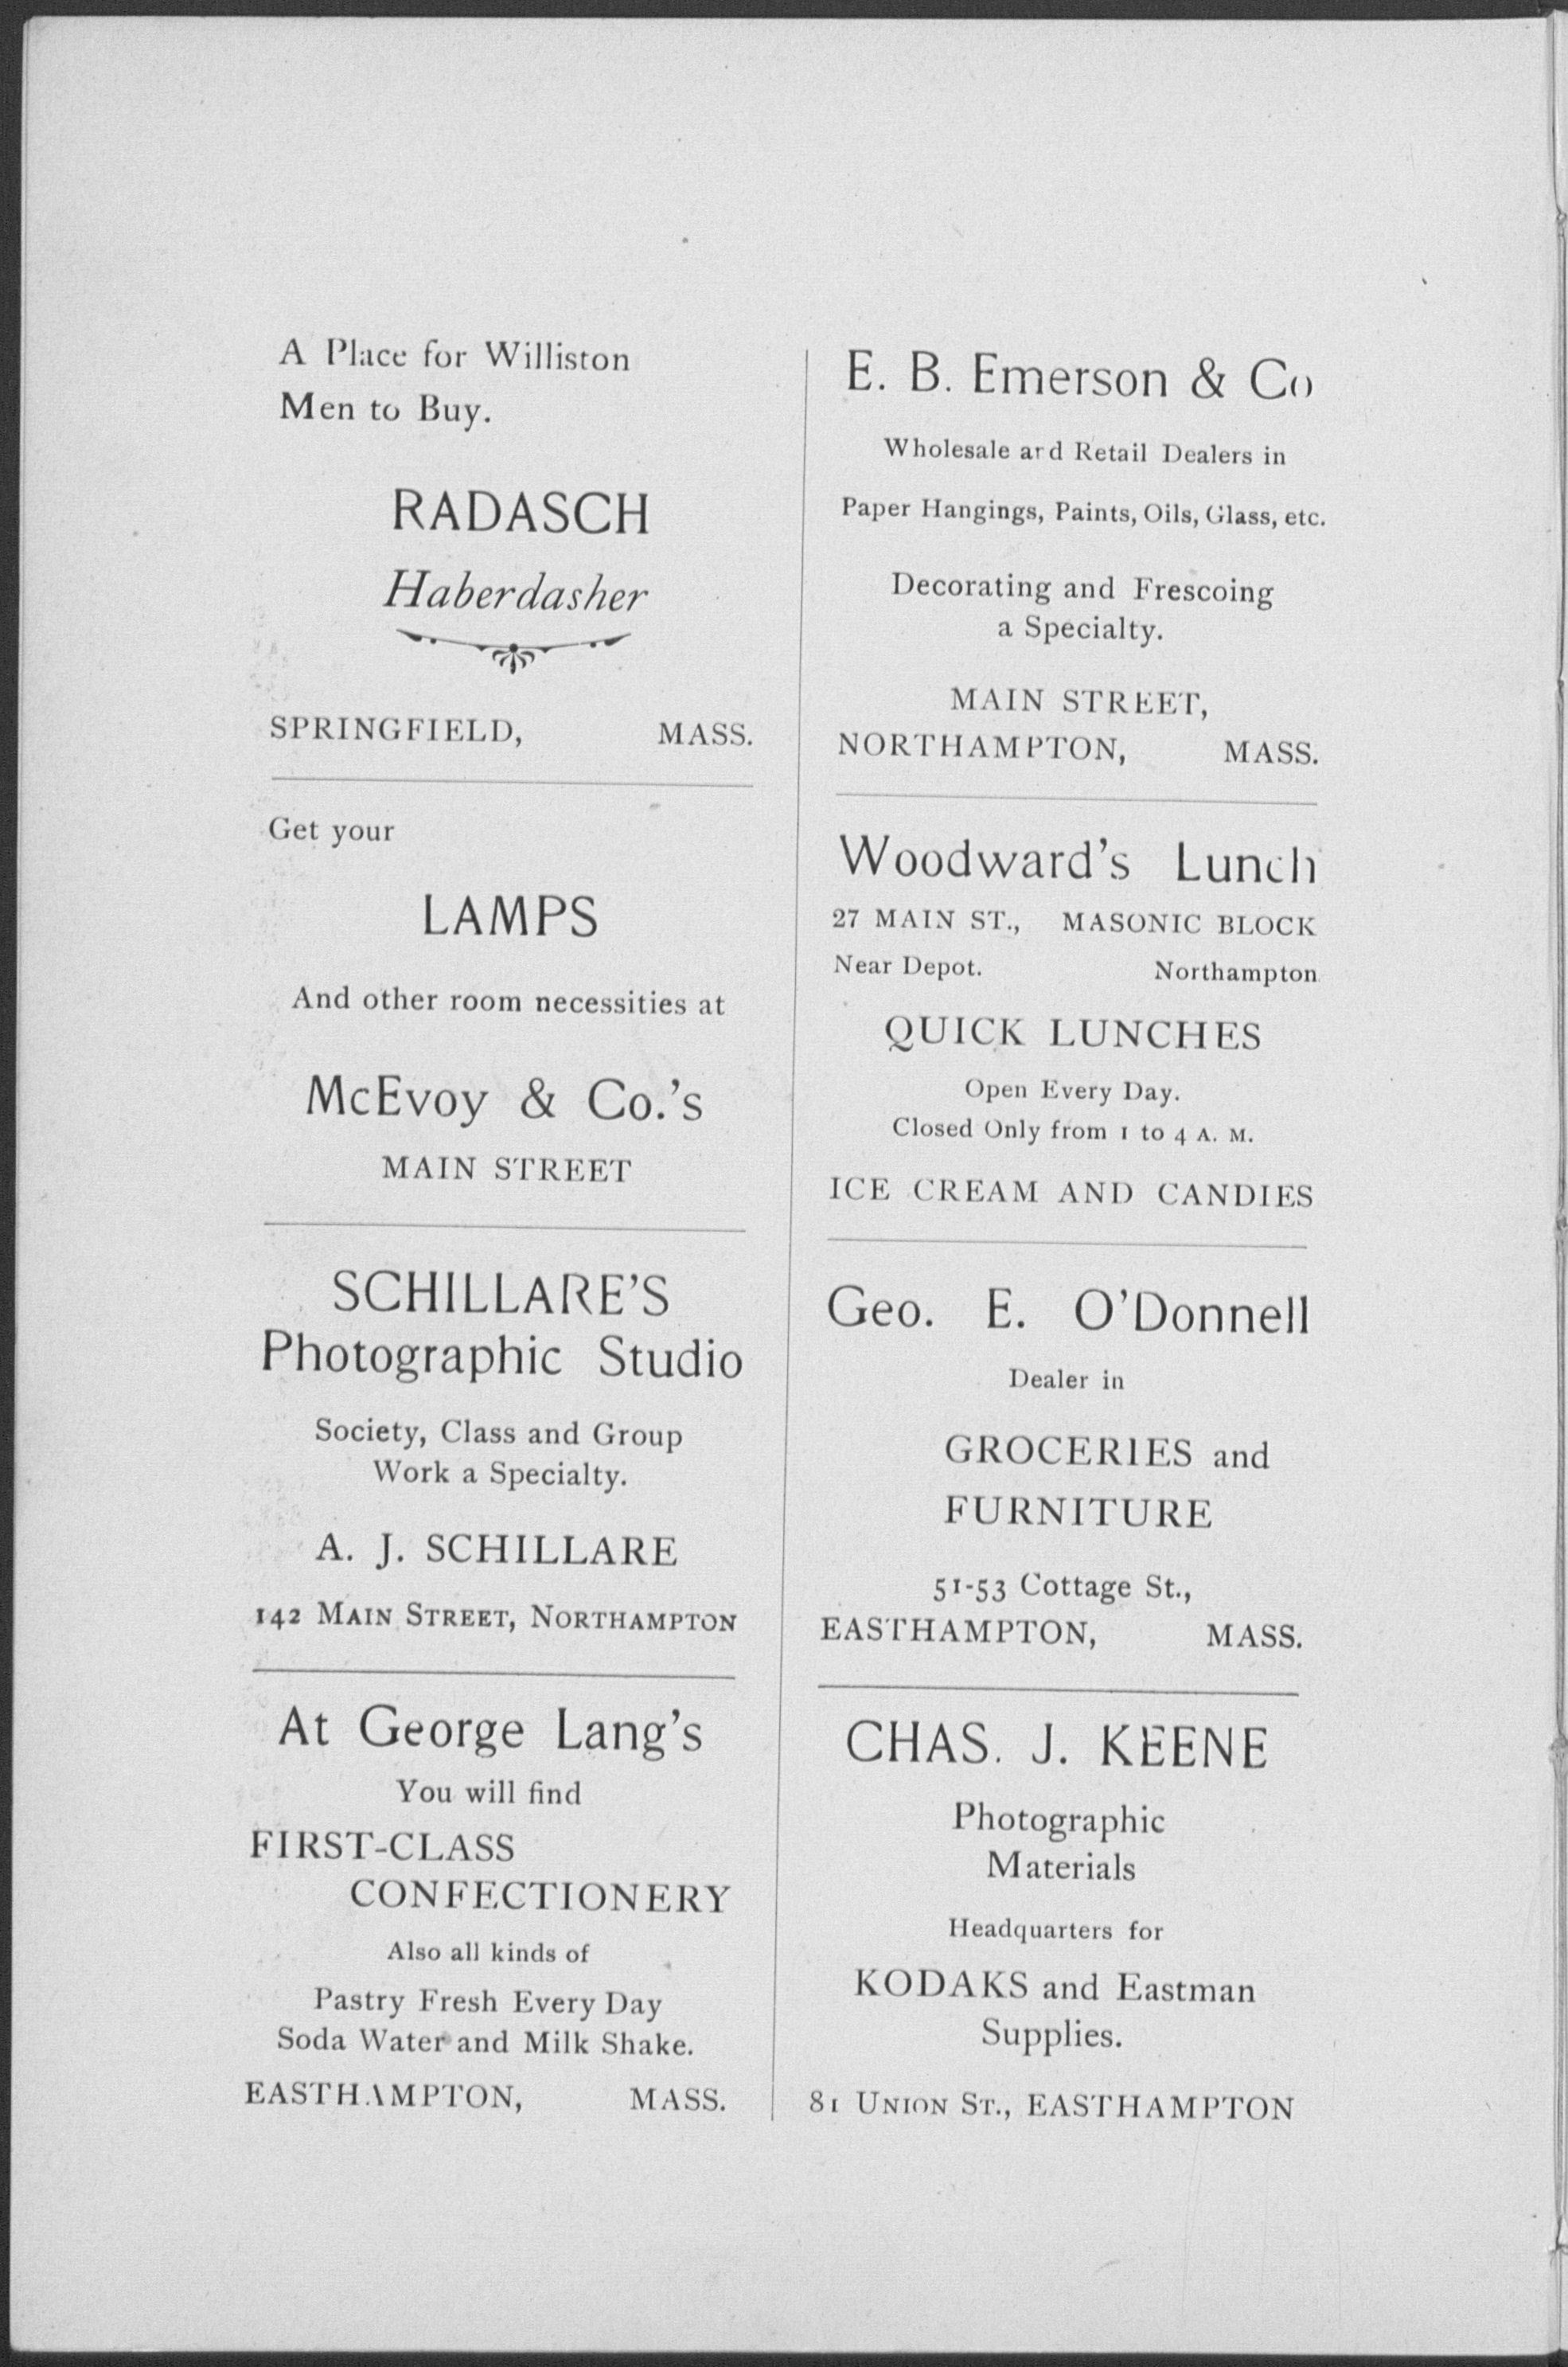 A Place for Williston
Men to Buy.
RADASCH
Haberdasher
SPRINGFIELD, MASS.
Get your
LAMPS
And other room necessities at
McEvoy & Co.'s
MAIN STREET
SCHILLARE'S
Photographic Studio
Society, Class and Group
Work a Specialty.
A. J. SCHILLARE
142 MAIN STREET, NORTHAMPTON
At George Lang's
You will find
FIRST-CLASS
CONFECTIONERY
Also all kinds of
Pastry Fresh Every Day
Soda Water and Milk Shake.
EASTHAMPTON, MASS.
E. B. Emerson & Co
Wholesale and Retail Dealers in
Paper Hangings, Paints, Oils, Glass, etc.
Decorating and Frescoing
a Specialty.
MAIN STREET,
NORTHAMPTON, MASS.
Woodward's Lunch
27 MAIN ST., MASONIC BLOCK
Near Depot. Northampton
QUICK LUNCHES
Open Every Day.
Closed Only from 1 to 4 A. M.
ICE CREAM AND CANDIES
Geo. E. O'Donnell
Dealer in
GROCERIES and
FURNITURE
51-53 Cottage St.,
EASTHAMPTON, MASS.
CHAS. J. KEENE
Photographic
Materials
Headquarters for
KODAKS and Eastman
Supplies.
81 UNION ST., EASTHAMPTON